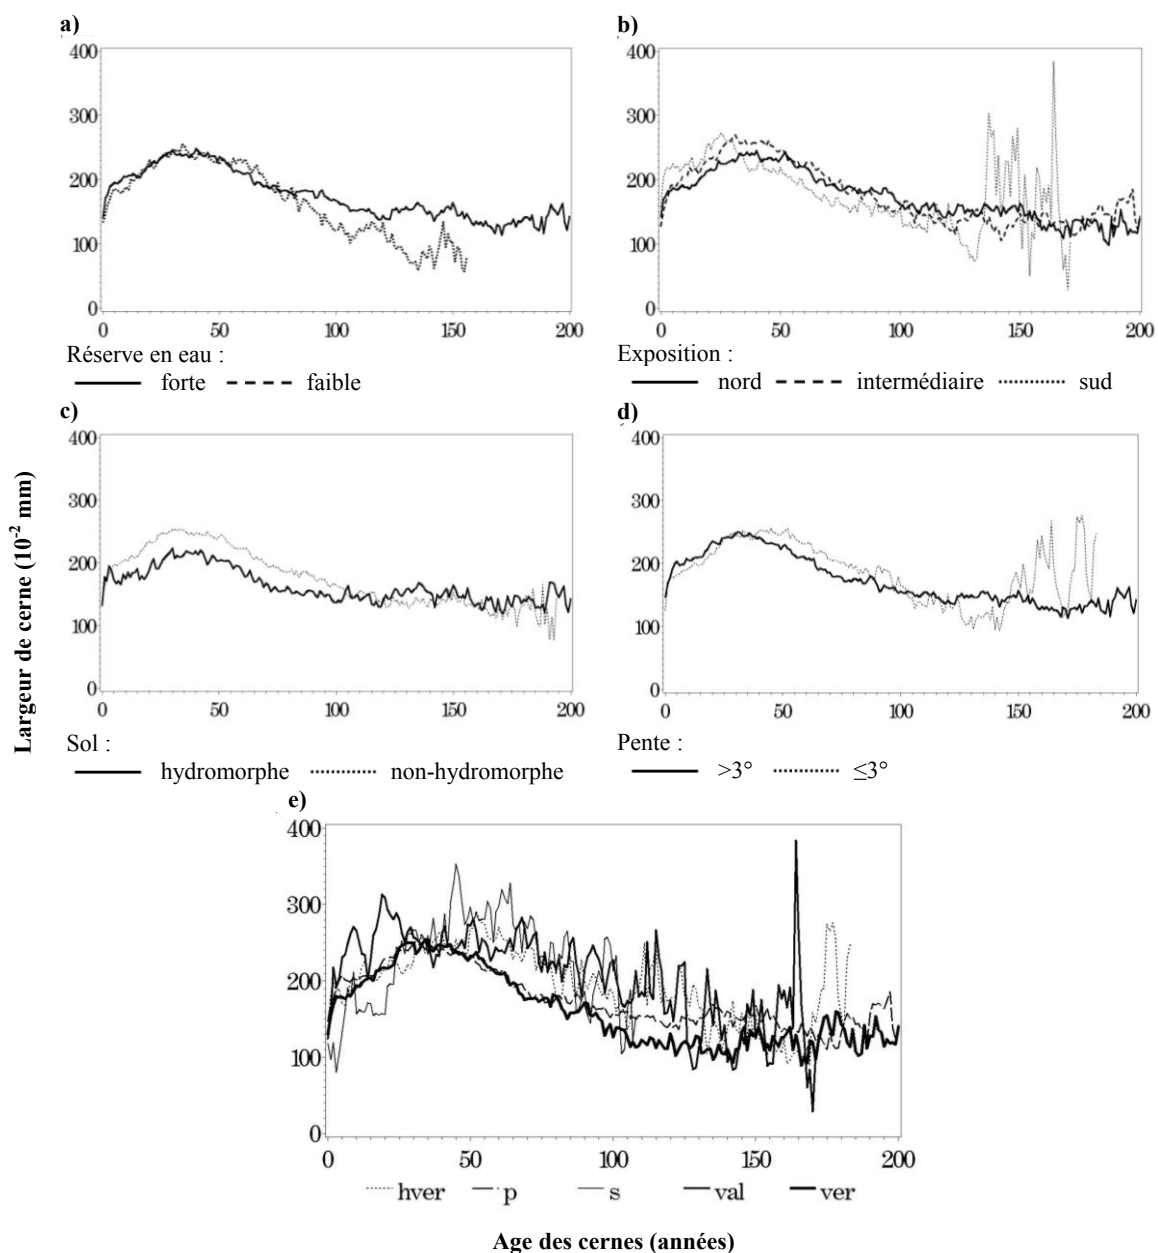 a)
400
300
200
100
0
0 50 100 150 200
Réserve en eau :
forte faible
b)
400
300
200
100
0
0 50 100 150 200
Exposition :
nord intermédiaire sud
c)
400
300
200
100
0
0 50 100 150 200
Sol :
hydromorphe non-hydromorphe
d)
400
300
200
100
0
0 50 100 150 200
Pente :
>3° ≤3°
Largeur de cerne (10⁻² mm)
e)
400
300
200
100
0
0 50 100 150 200
hver p s val ver
Age des cernes (années)